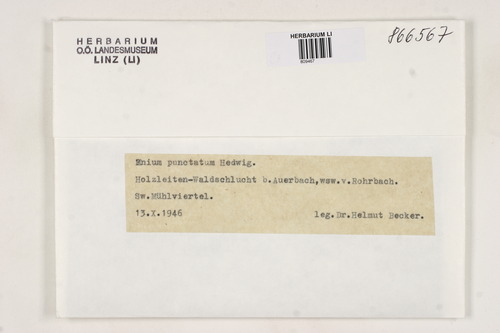 HERBARIUM
O.Ö. LANDESMUSEUM
LINZ (LI)
HERBARIUM LI
866567
Mnium punctatum Hedwig.
Holzleiten-Waldschlucht b.Auerbach,wsw.v.Rohrbach.
Sw.Mühlviertel.
13.X.1946 leg.Dr.Helmut Becker.